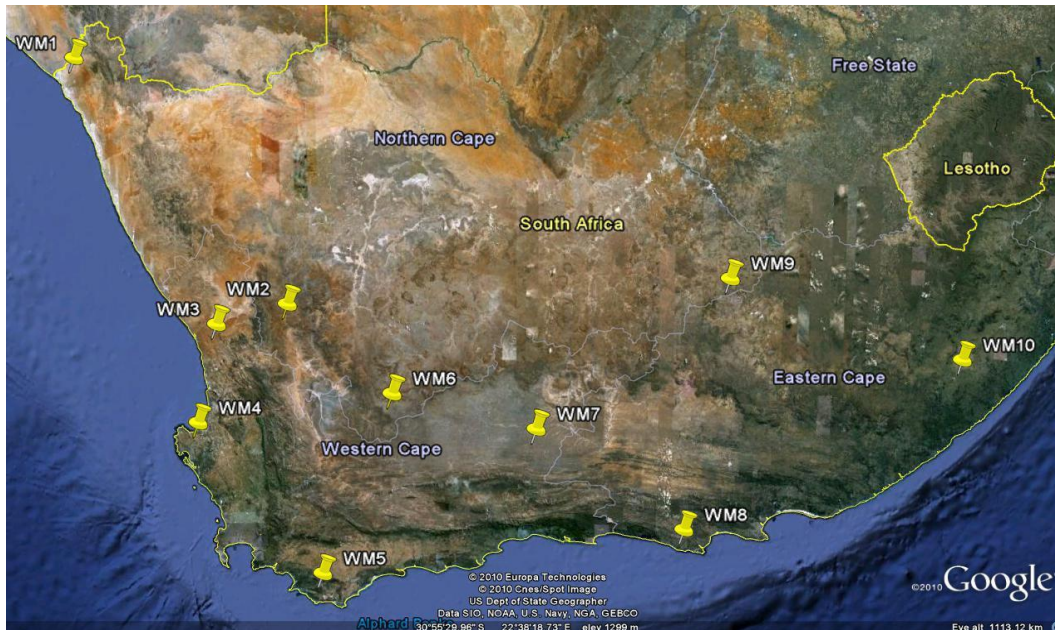 WM1
Free State
Northern Cape
Lesotho
South Africa
WM9
WM2
WM3
WM10
WM6
Eastern Cape
WM4
WM7
Western Cape
WM8
WM5
© 2010 Europa Technologies
© 2010 Cnes/Spot Image
US Dept of State Geographer
Data SIO, NOAA, U.S. Navy, NGA, GEBCO
©2010 Google
30°55'29.96" S 22°38'18.73" E elev 1299 m
Eye alt 1113.12 km